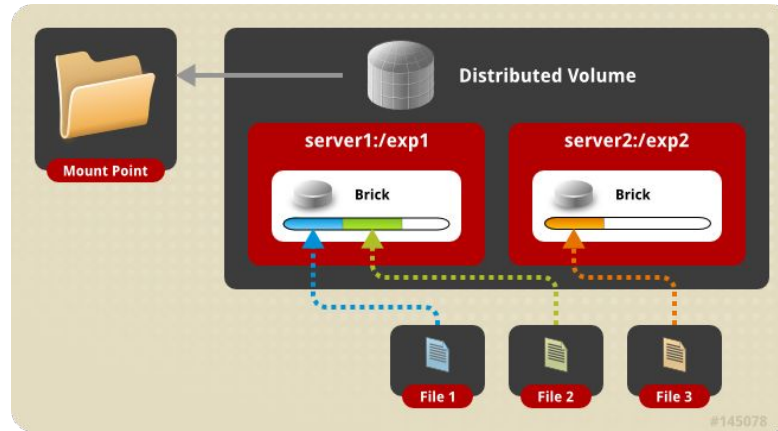 Mount Point
Distributed Volume
server1:/exp1
server2:/exp2
Brick
Brick
File 1
File 2
File 3
#145078